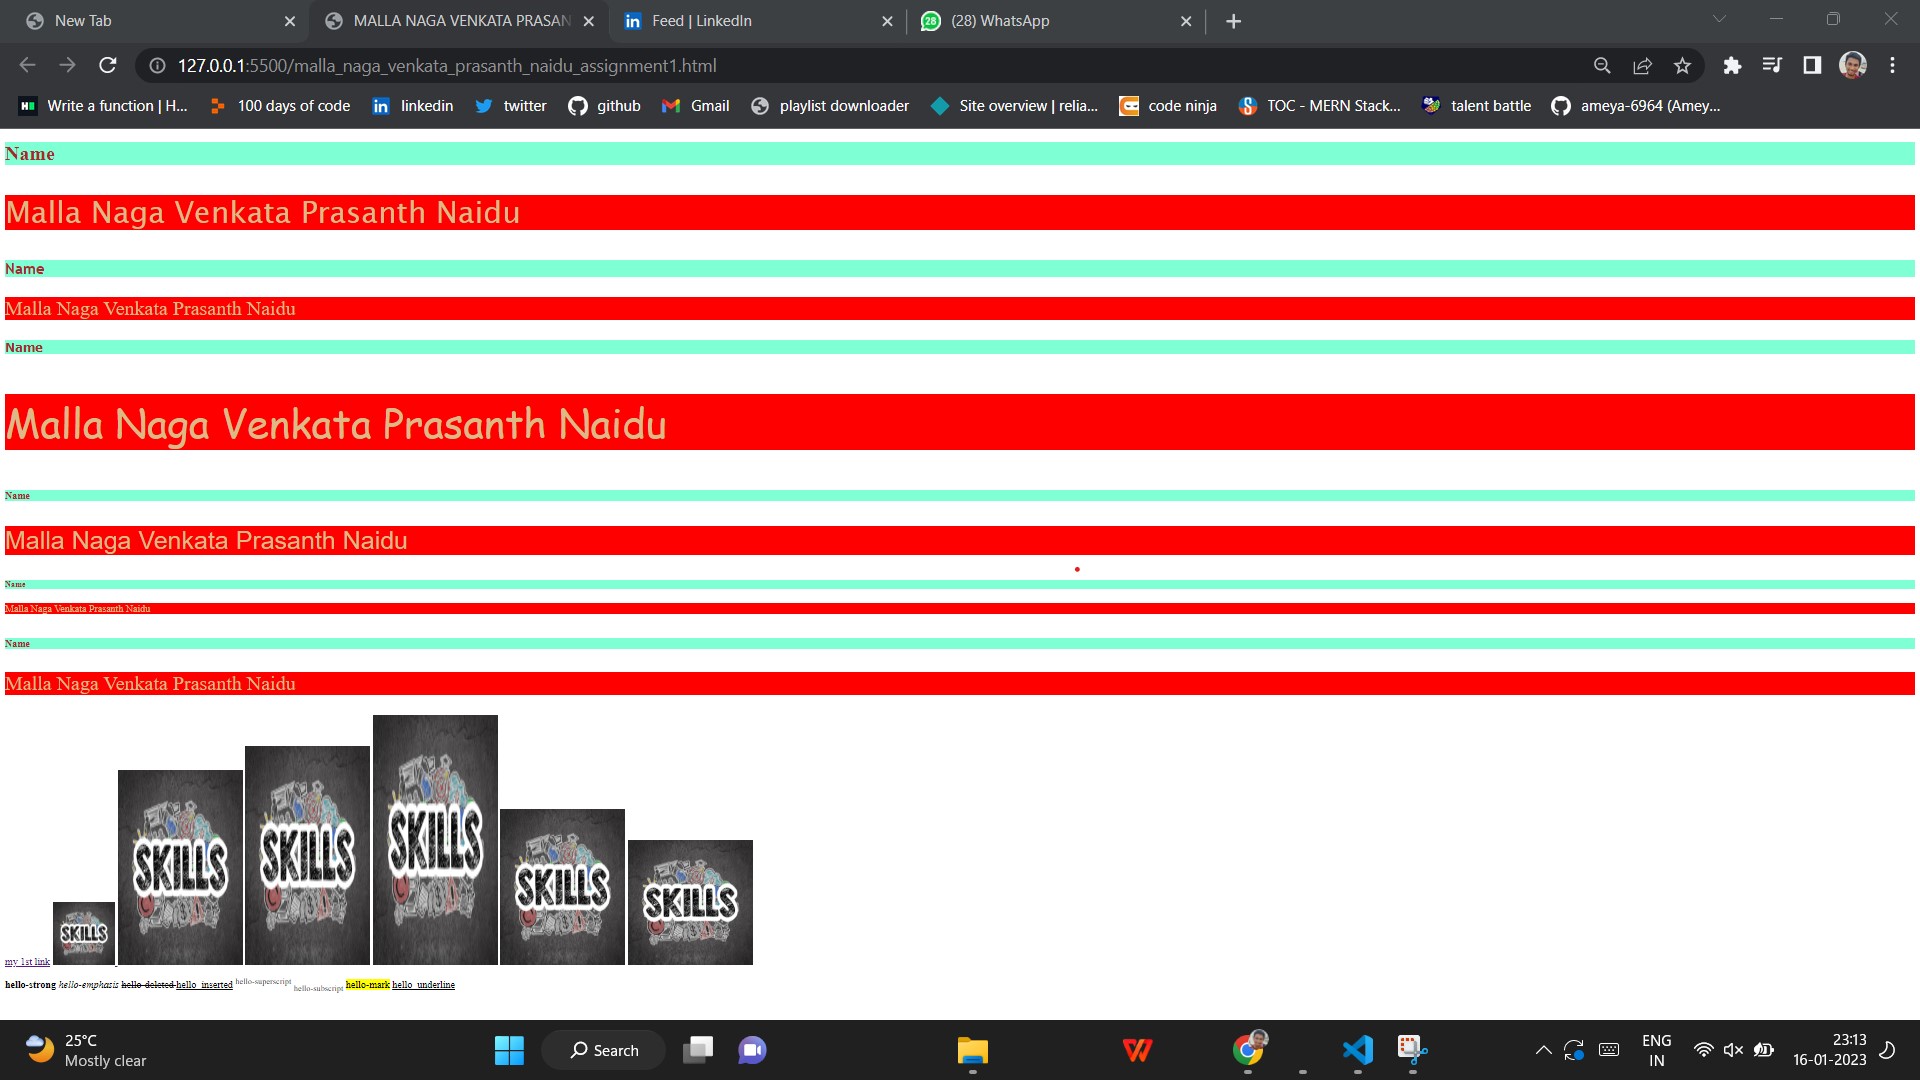 New Tab
MALLA NAGA VENKATA PRASAN
Feed | LinkedIn
(28) WhatsApp
127.0.0.1:5500/malla_naga_venkata_prasanth_naidu_assignment1.html
Write a function | H... 100 days of code linkedin twitter github Gmail playlist downloader Site overview | relia... code ninja TOC - MERN Stack... talent battle ameya-6964 (Amey...
Name
Malla Naga Venkata Prasanth Naidu
Name
Malla Naga Venkata Prasanth Naidu
Name
Malla Naga Venkata Prasanth Naidu
Name
Malla Naga Venkata Prasanth Naidu
Name
Malla Naga Venkata Prasanth Naidu
Name
Malla Naga Venkata Prasanth Naidu
my 1st link SKILLS SKILLS SKILLS SKILLS SKILLS SKILLS
hello-strong hello-emphasis hello-deleted hello_inserted hello-superscript hello-subscript hello-mark hello_underline
25°C
Mostly clear
Search
ENG
IN
23:13
16-01-2023